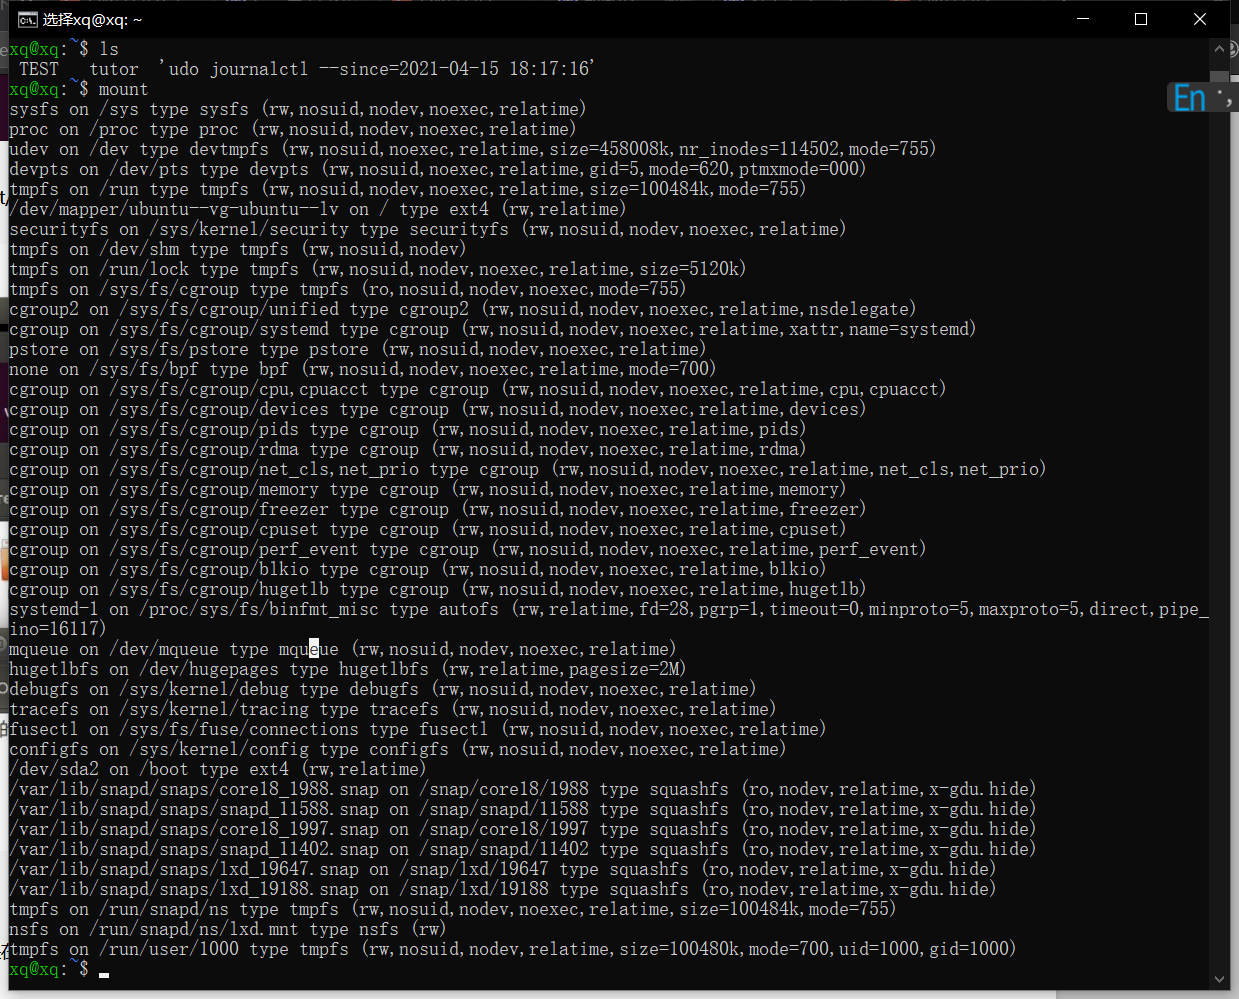 选择xq@xq: ~
xq@xq:~$ ls
TEST   tutor  'udo journalctl --since=2021-04-15 18:17:16'
xq@xq:~$ mount
sysfs on /sys type sysfs (rw,nosuid,nodev,noexec,relatime)
proc on /proc type proc (rw,nosuid,nodev,noexec,relatime)
udev on /dev type devtmpfs (rw,nosuid,noexec,relatime,size=458008k,nr_inodes=114502,mode=755)
devpts on /dev/pts type devpts (rw,nosuid,noexec,relatime,gid=5,mode=620,ptmxmode=000)
tmpfs on /run type tmpfs (rw,nosuid,nodev,noexec,relatime,size=100484k,mode=755)
/dev/mapper/ubuntu--vg-ubuntu--lv on / type ext4 (rw,relatime)
securityfs on /sys/kernel/security type securityfs (rw,nosuid,nodev,noexec,relatime)
tmpfs on /dev/shm type tmpfs (rw,nosuid,nodev)
tmpfs on /run/lock type tmpfs (rw,nosuid,nodev,noexec,relatime,size=5120k)
tmpfs on /sys/fs/cgroup type tmpfs (ro,nosuid,nodev,noexec,mode=755)
cgroup2 on /sys/fs/cgroup/unified type cgroup2 (rw,nosuid,nodev,noexec,relatime,nsdelegate)
cgroup on /sys/fs/cgroup/systemd type cgroup (rw,nosuid,nodev,noexec,relatime,xattr,name=systemd)
pstore on /sys/fs/pstore type pstore (rw,nosuid,nodev,noexec,relatime)
none on /sys/fs/bpf type bpf (rw,nosuid,nodev,noexec,relatime,mode=700)
cgroup on /sys/fs/cgroup/cpu,cpuacct type cgroup (rw,nosuid,nodev,noexec,relatime,cpu,cpuacct)
cgroup on /sys/fs/cgroup/devices type cgroup (rw,nosuid,nodev,noexec,relatime,devices)
cgroup on /sys/fs/cgroup/pids type cgroup (rw,nosuid,nodev,noexec,relatime,pids)
cgroup on /sys/fs/cgroup/rdma type cgroup (rw,nosuid,nodev,noexec,relatime,rdma)
cgroup on /sys/fs/cgroup/net_cls,net_prio type cgroup (rw,nosuid,nodev,noexec,relatime,net_cls,net_prio)
cgroup on /sys/fs/cgroup/memory type cgroup (rw,nosuid,nodev,noexec,relatime,memory)
cgroup on /sys/fs/cgroup/freezer type cgroup (rw,nosuid,nodev,noexec,relatime,freezer)
cgroup on /sys/fs/cgroup/cpuset type cgroup (rw,nosuid,nodev,noexec,relatime,cpuset)
cgroup on /sys/fs/cgroup/perf_event type cgroup (rw,nosuid,nodev,noexec,relatime,perf_event)
cgroup on /sys/fs/cgroup/blkio type cgroup (rw,nosuid,nodev,noexec,relatime,blkio)
cgroup on /sys/fs/cgroup/hugetlb type cgroup (rw,nosuid,nodev,noexec,relatime,hugetlb)
systemd-1 on /proc/sys/fs/binfmt_misc type autofs (rw,relatime,fd=28,pgrp=1,timeout=0,minproto=5,maxproto=5,direct,pipe_
ino=16117)
mqueue on /dev/mqueue type mqueue (rw,nosuid,nodev,noexec,relatime)
hugetlbfs on /dev/hugepages type hugetlbfs (rw,relatime,pagesize=2M)
debugfs on /sys/kernel/debug type debugfs (rw,nosuid,nodev,noexec,relatime)
tracefs on /sys/kernel/tracing type tracefs (rw,nosuid,nodev,noexec,relatime)
fusectl on /sys/fs/fuse/connections type fusectl (rw,nosuid,nodev,noexec,relatime)
configfs on /sys/kernel/config type configfs (rw,nosuid,nodev,noexec,relatime)
/dev/sda2 on /boot type ext4 (rw,relatime)
/var/lib/snapd/snaps/core18_1988.snap on /snap/core18/1988 type squashfs (ro,nodev,relatime,x-gdu.hide)
/var/lib/snapd/snaps/snapd_11588.snap on /snap/snapd/11588 type squashfs (ro,nodev,relatime,x-gdu.hide)
/var/lib/snapd/snaps/core18_1997.snap on /snap/core18/1997 type squashfs (ro,nodev,relatime,x-gdu.hide)
/var/lib/snapd/snaps/snapd_11402.snap on /snap/snapd/11402 type squashfs (ro,nodev,relatime,x-gdu.hide)
/var/lib/snapd/snaps/lxd_19647.snap on /snap/lxd/19647 type squashfs (ro,nodev,relatime,x-gdu.hide)
/var/lib/snapd/snaps/lxd_19188.snap on /snap/lxd/19188 type squashfs (ro,nodev,relatime,x-gdu.hide)
tmpfs on /run/snapd/ns type tmpfs (rw,nosuid,nodev,noexec,relatime,size=100484k,mode=755)
nsfs on /run/snapd/ns/lxd.mnt type nsfs (rw)
tmpfs on /run/user/1000 type tmpfs (rw,nosuid,nodev,relatime,size=100480k,mode=700,uid=1000,gid=1000)
xq@xq:~$
En